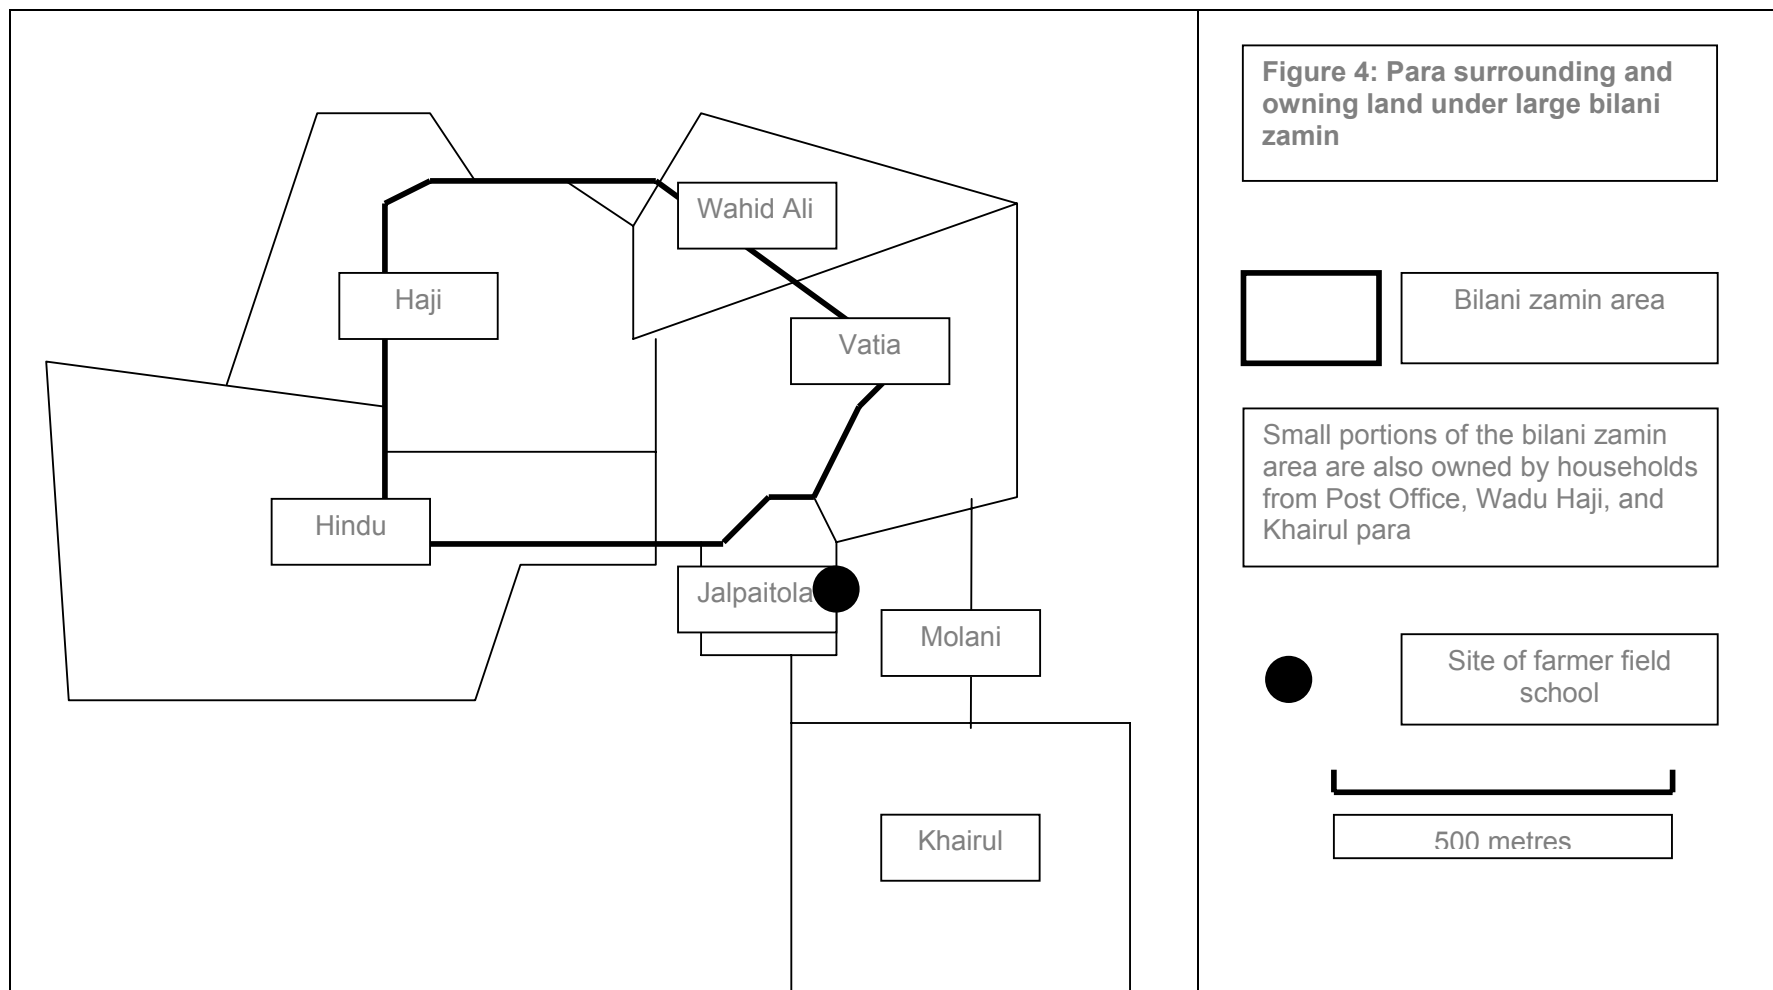 Wahid Ali
Haji
Vatia
Hindu
Jalpaitola
Molani
Khairul
Figure 4: Para surrounding and
owning land under large bilani
zamin
Bilani zamin area
Small portions of the bilani zamin
area are also owned by households
from Post Office, Wadu Haji, and
Khairul para
Site of farmer field
school
500 metres